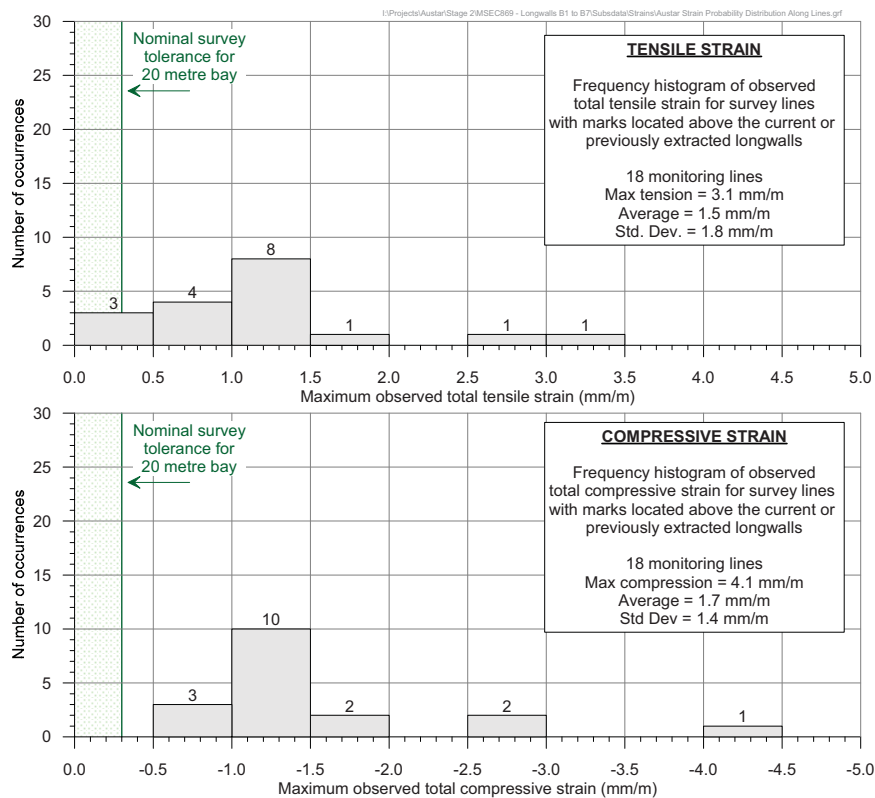 I:\Projects\Austar\Stage 2\MSEC869 - Longwalls B1 to B7\Subsdata\Strains\Austar Strain Probability Distribution Along Lines.grf
30
25
20
15
10
5
0
Number of occurrences
Nominal survey
tolerance for
20 metre bay
TENSILE STRAIN
Frequency histogram of observed
total tensile strain for survey lines
with marks located above the current or
previously extracted longwalls
18 monitoring lines
Max tension = 3.1 mm/m
Average = 1.5 mm/m
Std. Dev. = 1.8 mm/m
3
4
8
1
1
1
0.0 0.5 1.0 1.5 2.0 2.5 3.0 3.5 4.0 4.5 5.0
Maximum observed total tensile strain (mm/m)
30
25
20
15
10
5
0
Number of occurrences
Nominal survey
tolerance for
20 metre bay
COMPRESSIVE STRAIN
Frequency histogram of observed
total compressive strain for survey lines
with marks located above the current or
previously extracted longwalls
18 monitoring lines
Max compression = 4.1 mm/m
Average = 1.7 mm/m
Std Dev = 1.4 mm/m
3
10
2
2
1
0.0 -0.5 -1.0 -1.5 -2.0 -2.5 -3.0 -3.5 -4.0 -4.5 -5.0
Maximum observed total compressive strain (mm/m)